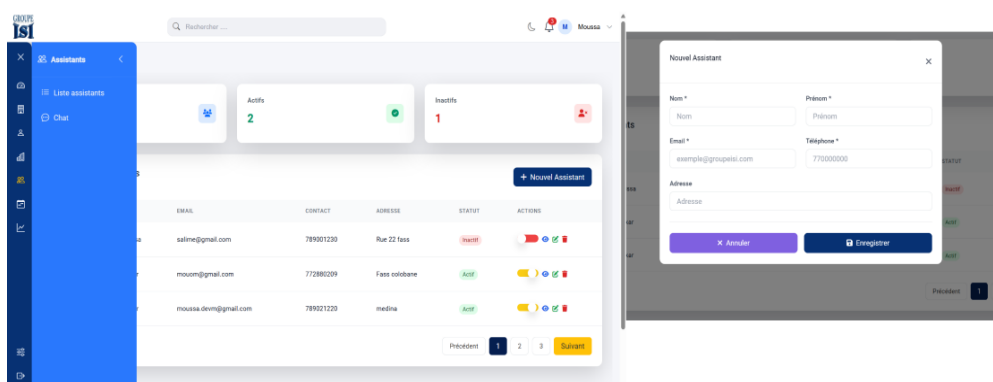 GROUPE
ISI
Rechercher ....
3
M
Moussa
Assistants
Liste assistants
Chat
Actifs
2
Inactifs
1
s
+ Nouvel Assistant
EMAIL
CONTACT
ADRESSE
STATUT
ACTIONS
salime@gmail.com
789001230
Rue 22 fass
Inactif
mouom@gmail.com
772880209
Fass colobane
Actif
moussa.devrn@gmail.com
789021220
medina
Actif
Précédent
1
2
3
Suivant
Nouvel Assistant
Nom *
Prénom *
Nom
Prénom
Email *
Téléphone *
exemple@groupeisi.com
770000000
Adresse
Adresse
× Annuler
Enregistrer
ts
STATUT
Inactif
Actif
Actif
Précédent
1